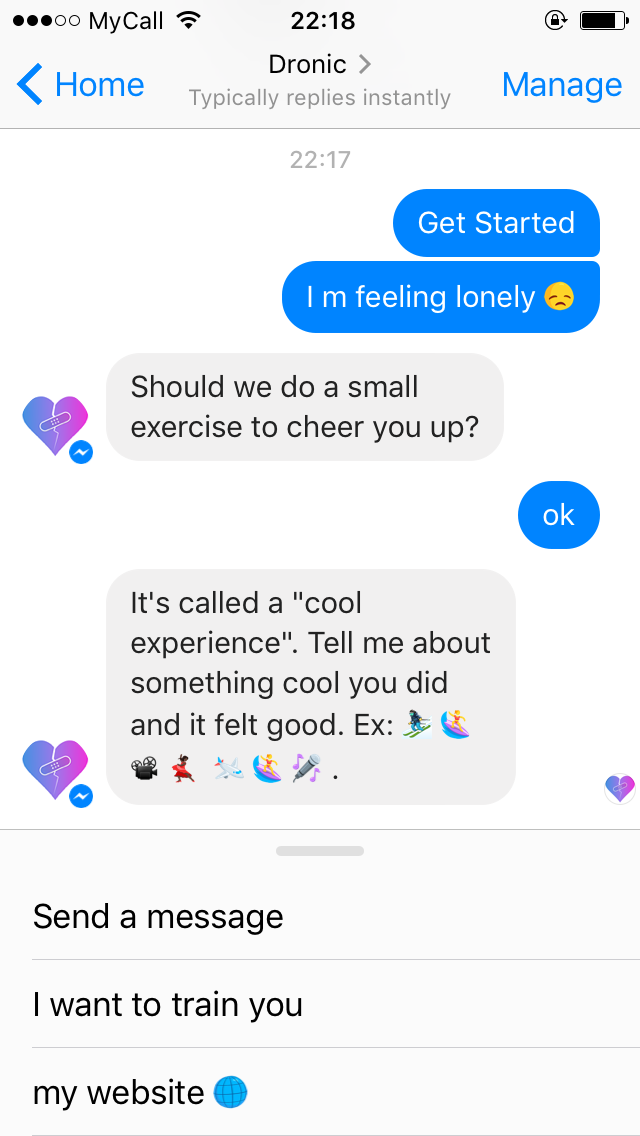 MyCall 22:18
Home
Dronic
Typically replies instantly
Manage
22:17
Get Started
I m feeling lonely 😞
Should we do a small
exercise to cheer you up?
ok
It's called a "cool
experience". Tell me about
something cool you did
and it felt good. Ex: 🏂 🏄
🎥 💃 🛩 🏄 🎤 .
Send a message
I want to train you
my website 🌐